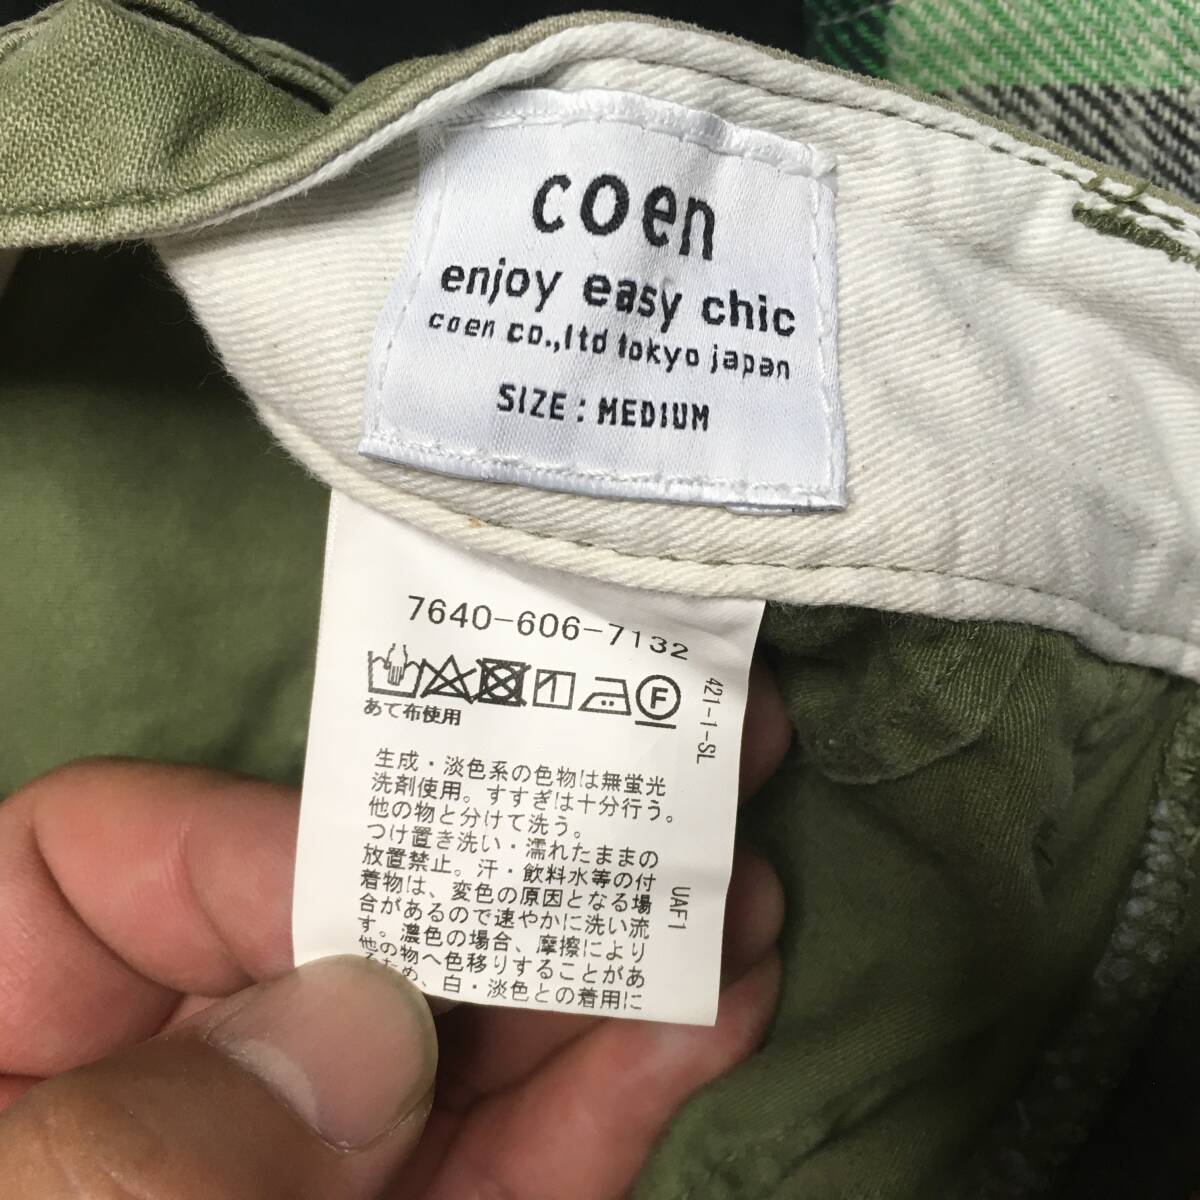 coen
enjoy easy chic
coen co.,ltd tokyo japan
SIZE : MEDIUM
7640-606-7132
F
あて布使用
421-1-SL
生成・淡色系の色物は無蛍光
洗剤使用。すすぎは十分行う。
他の物と分けて洗う。
つけ置き洗い・濡れたままの
放置禁止。汗・飲料水等の付
着物は、変色の原因となる場
合があるので速やかに洗い流
す。濃色の場合、摩擦により
他の物へ色移りすることがあ
るため、白・淡色との着用に
UAF1